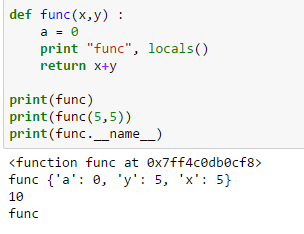 def func(x,y) :
    a = 0
    print "func", locals()
    return x+y
print(func)
print(func(5,5))
print(func.__name__)
<function func at 0x7ff4c0db0cf8>
func {'a': 0, 'y': 5, 'x': 5}
10
func